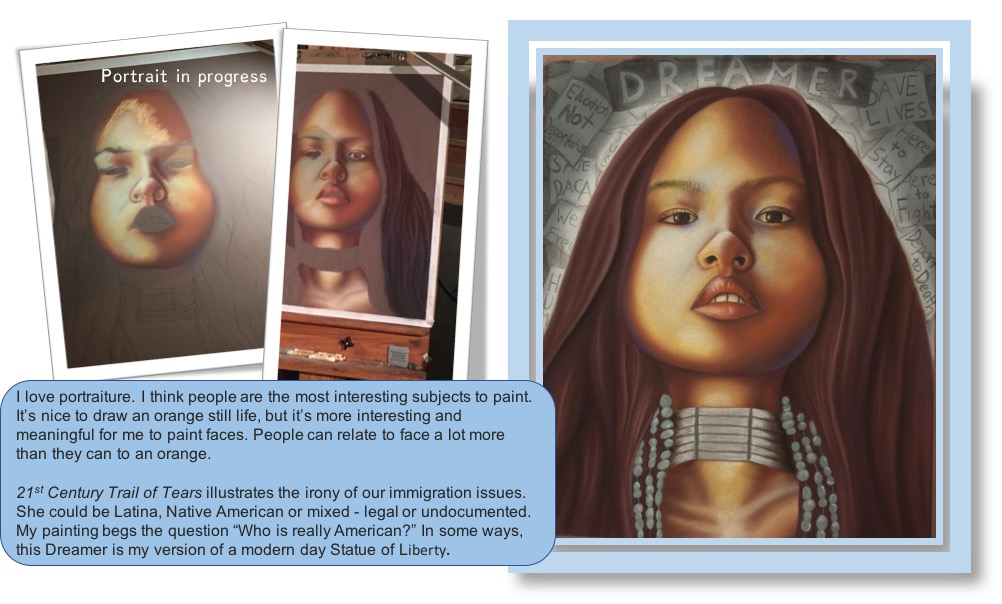 Portrait in progress
DREAMER
Education
Not
Deportation
SAVE
DACA
We
SAVE
LIVES
Here
to
Stay
Here
to
Fight
Deport
to Death
I love portraiture. I think people are the most interesting subjects to paint.
It's nice to draw an orange still life, but it's more interesting and
meaningful for me to paint faces. People can relate to face a lot more
than they can to an orange.
21st Century Trail of Tears illustrates the irony of our immigration issues.
She could be Latina, Native American or mixed - legal or undocumented.
My painting begs the question “Who is really American?” In some ways,
this Dreamer is my version of a modern day Statue of Liberty.